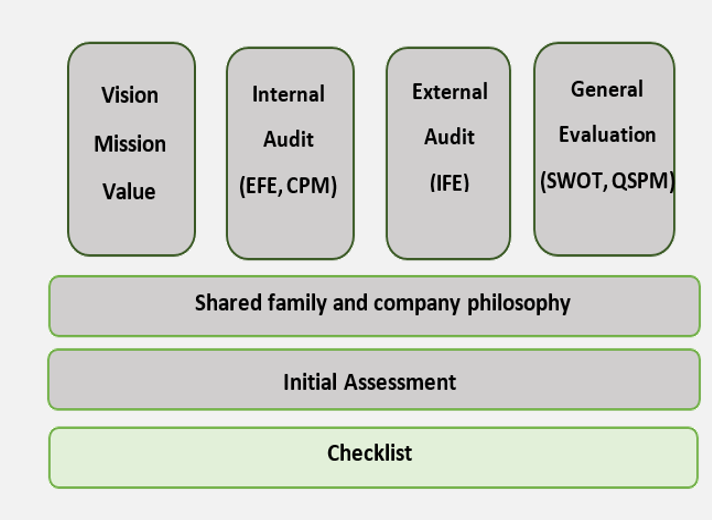 Vision
Mission
Value
Internal
Audit
(EFE, CPM)
External
Audit
(IFE)
General
Evaluation
(SWOT, QSPM)
Shared family and company philosophy
Initial Assessment
Checklist